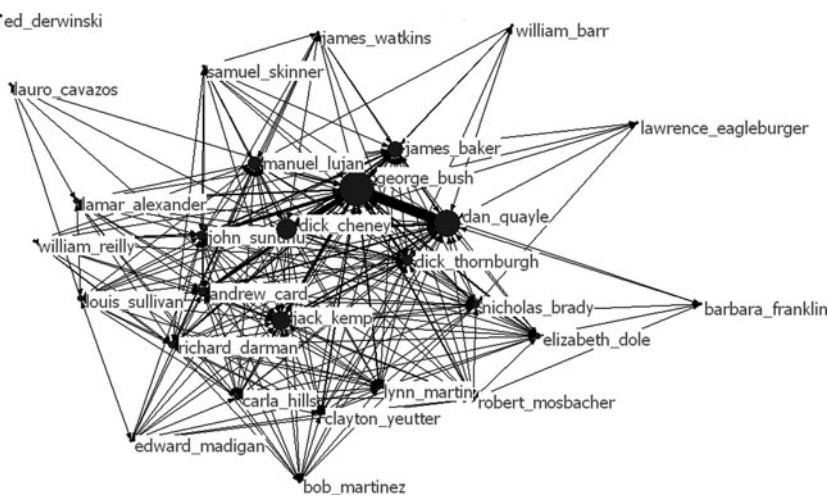 ed_derwinski
james_watkins
william_barr
samuel_skinner
lauro_cavazos
lawrence_eagleburger
james_baker
manuel_lujan
george_bush
lamar_alexander
dan_quayle
dick_cheney
john_sununu
william_reilly
dick_thornburgh
andrew_card
louis_sullivan
nicholas_brady
barbara_franklin
jack_kemp
elizabeth_dole
richard_darman
lynn_martin
carla_hills
robert_mosbacher
clayton_yeutter
edward_madigan
bob_martinez